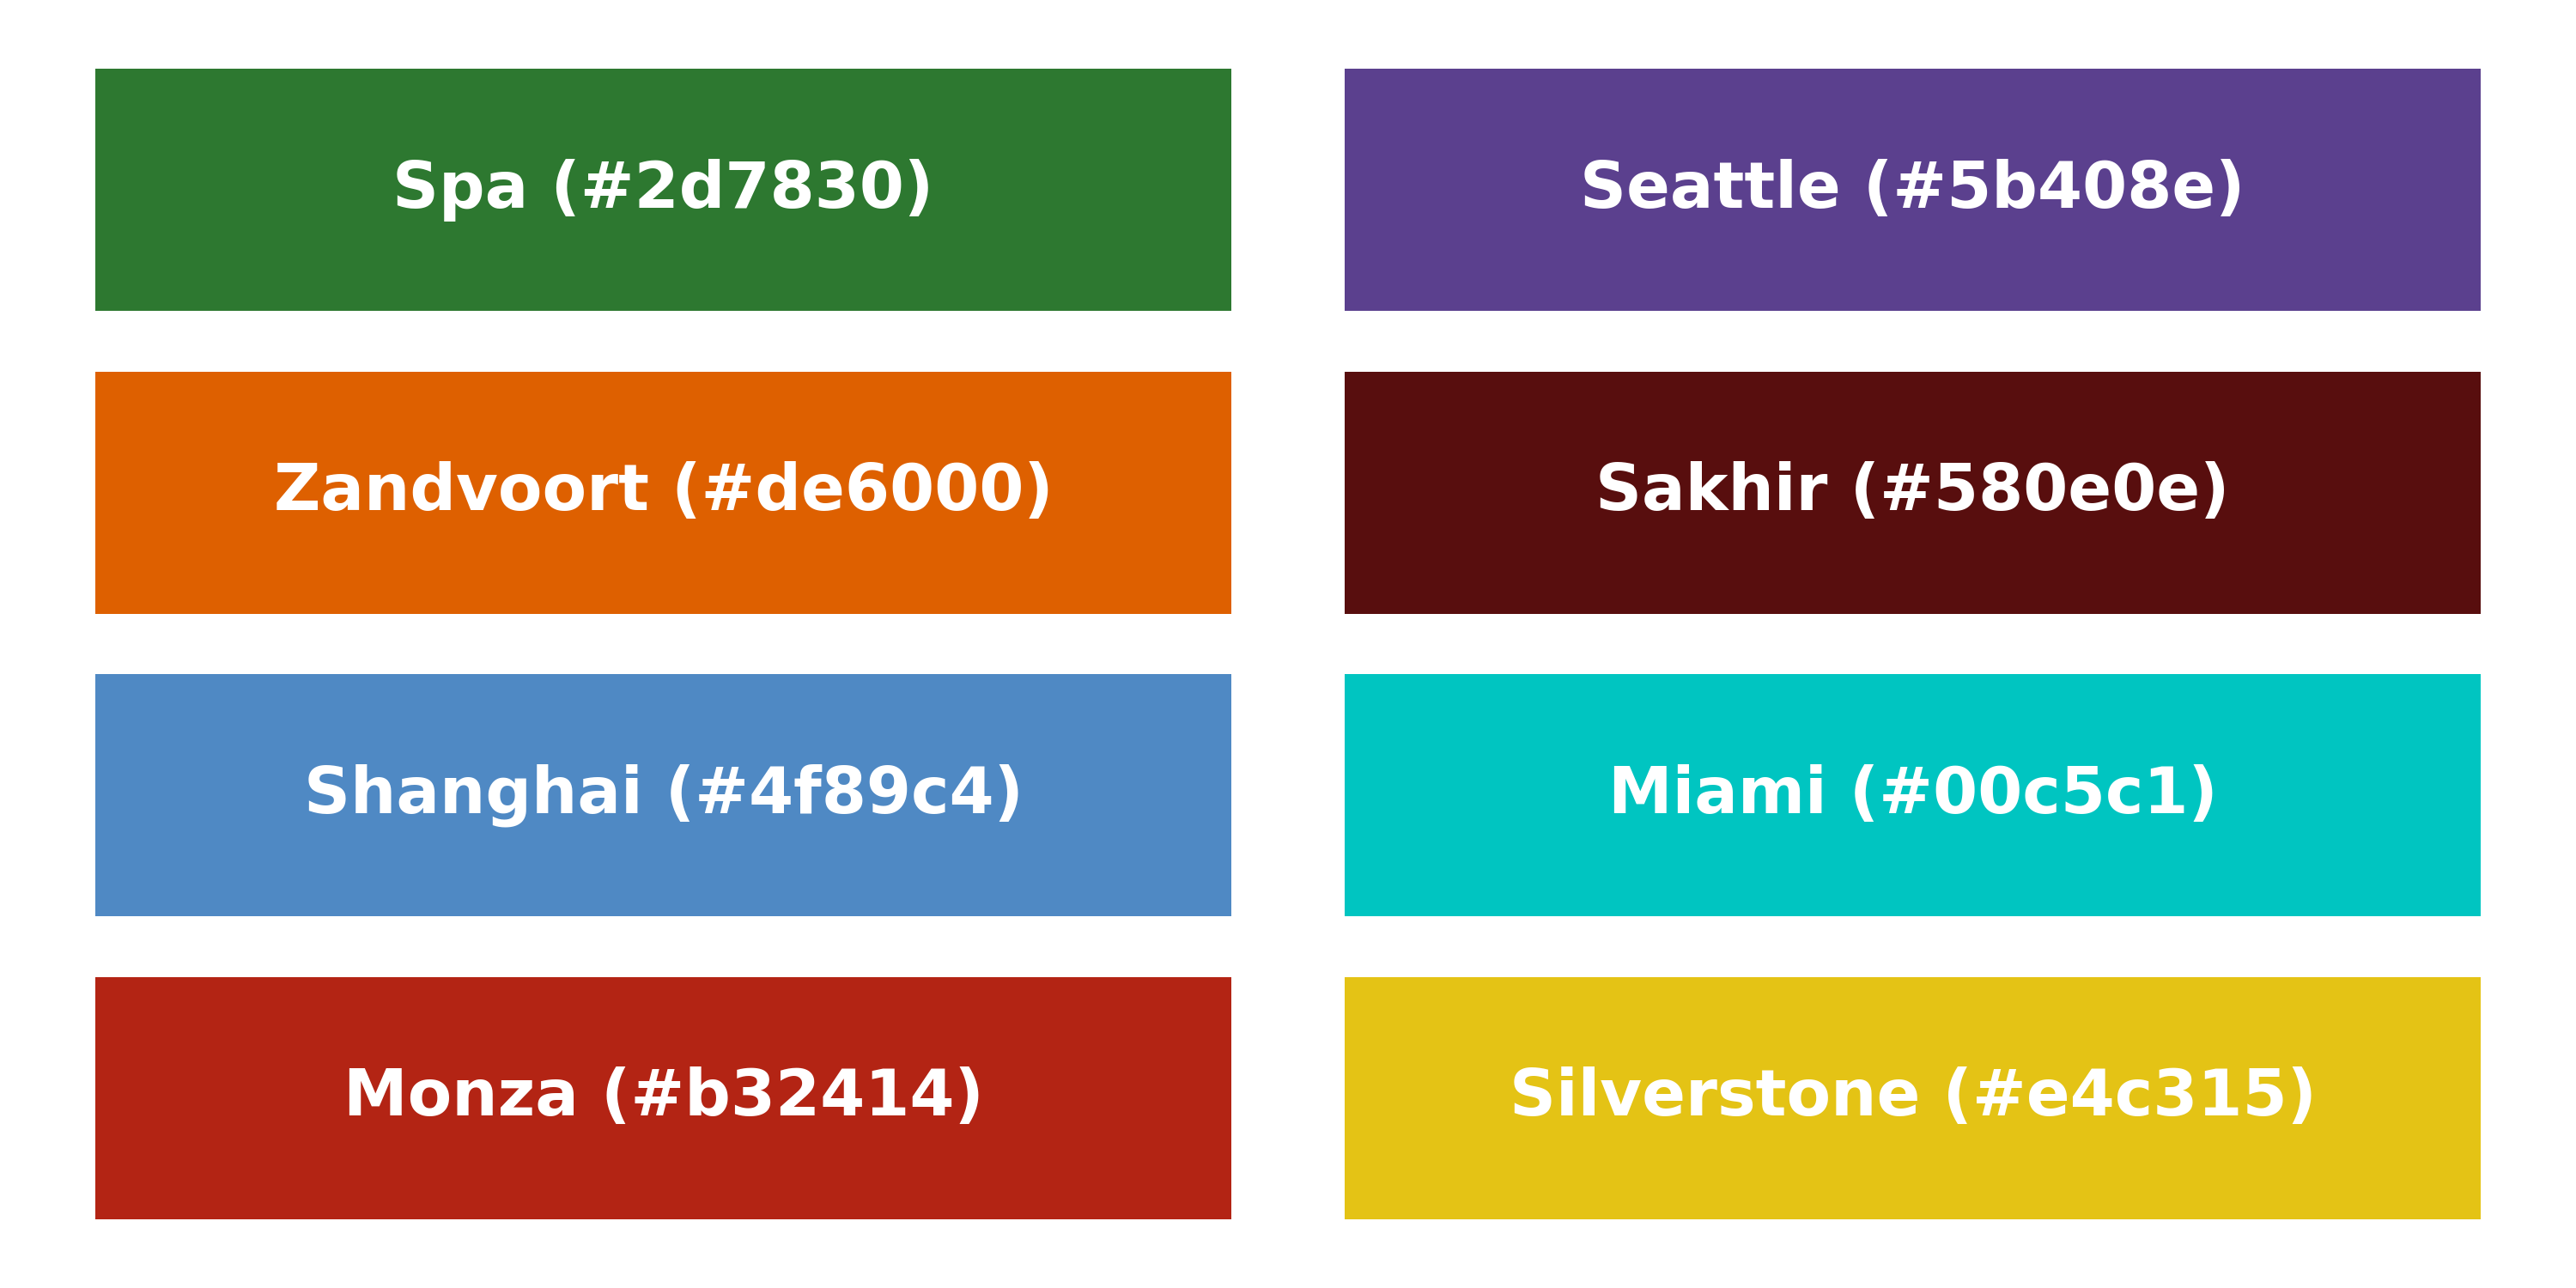 Spa (#2d7830)
Seattle (#5b408e)
Zandvoort (#de6000)
Sakhir (#580e0e)
Shanghai (#4f89c4)
Miami (#00c5c1)
Monza (#b32414)
Silverstone (#e4c315)